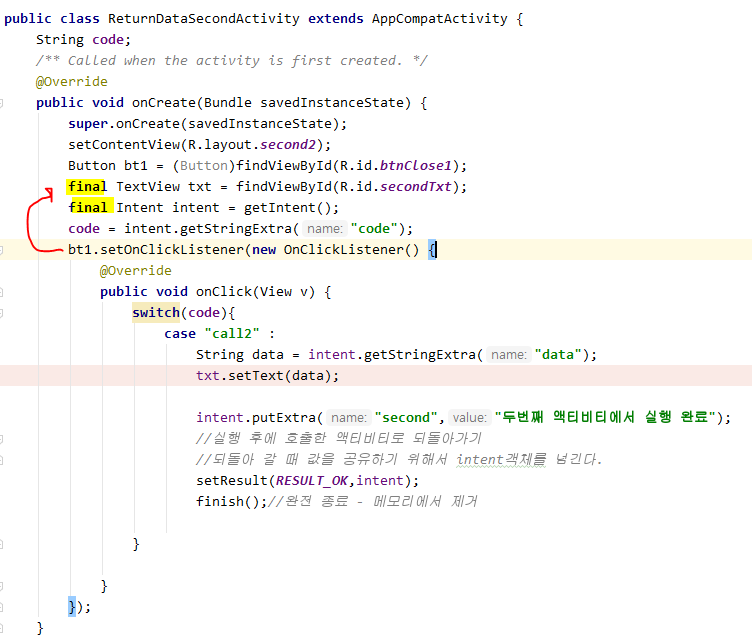 public class ReturnDataSecondActivity extends AppCompatActivity {
String code;
/** Called when the activity is first created. */
@Override
public void onCreate(Bundle savedInstanceState) {
super.onCreate(savedInstanceState);
setContentView(R.layout.second2);
Button bt1 = (Button)findViewById(R.id.btnClose1);
final TextView txt = findViewById(R.id.secondTxt);
final Intent intent = getIntent();
code = intent.getStringExtra( name: "code");
bt1.setOnClickListener(new OnClickListener() {
@Override
public void onClick(View v) {
switch(code){
case "call2" :
String data = intent.getStringExtra( name: "data");
txt.setText(data);
intent.putExtra( name: "second", value: "두번째 액티비티에서 실행 완료");
//실행 후에 호출한 액티비티로 되돌아가기
//되돌아 갈 때 값을 공유하기 위해서 intent객체를 넘긴다.
setResult(RESULT_OK,intent);
finish();//완젼 종료 - 메모리에서 제거
}
}
});
}